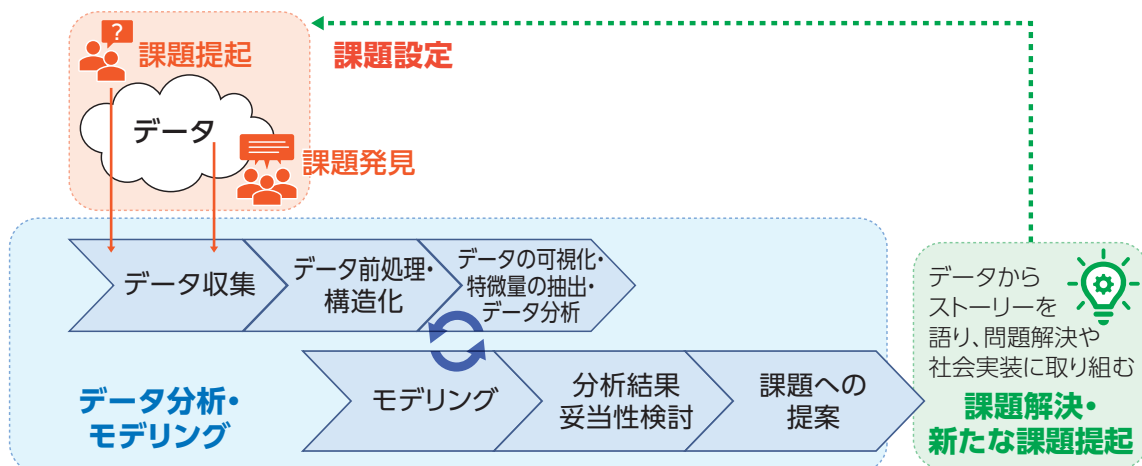 ?
課題提起
課題設定
データ
課題発見
データ収集
データ前処理・
構造化
データの可視化・
特微量の抽出・
データ分析
モデリング
分析結果
妥当性検討
課題への
提案
データ分析・
モデリング
データから
ストーリーを
語り、問題解決や
社会実装に取り組む
課題解決・
新たな課題提起